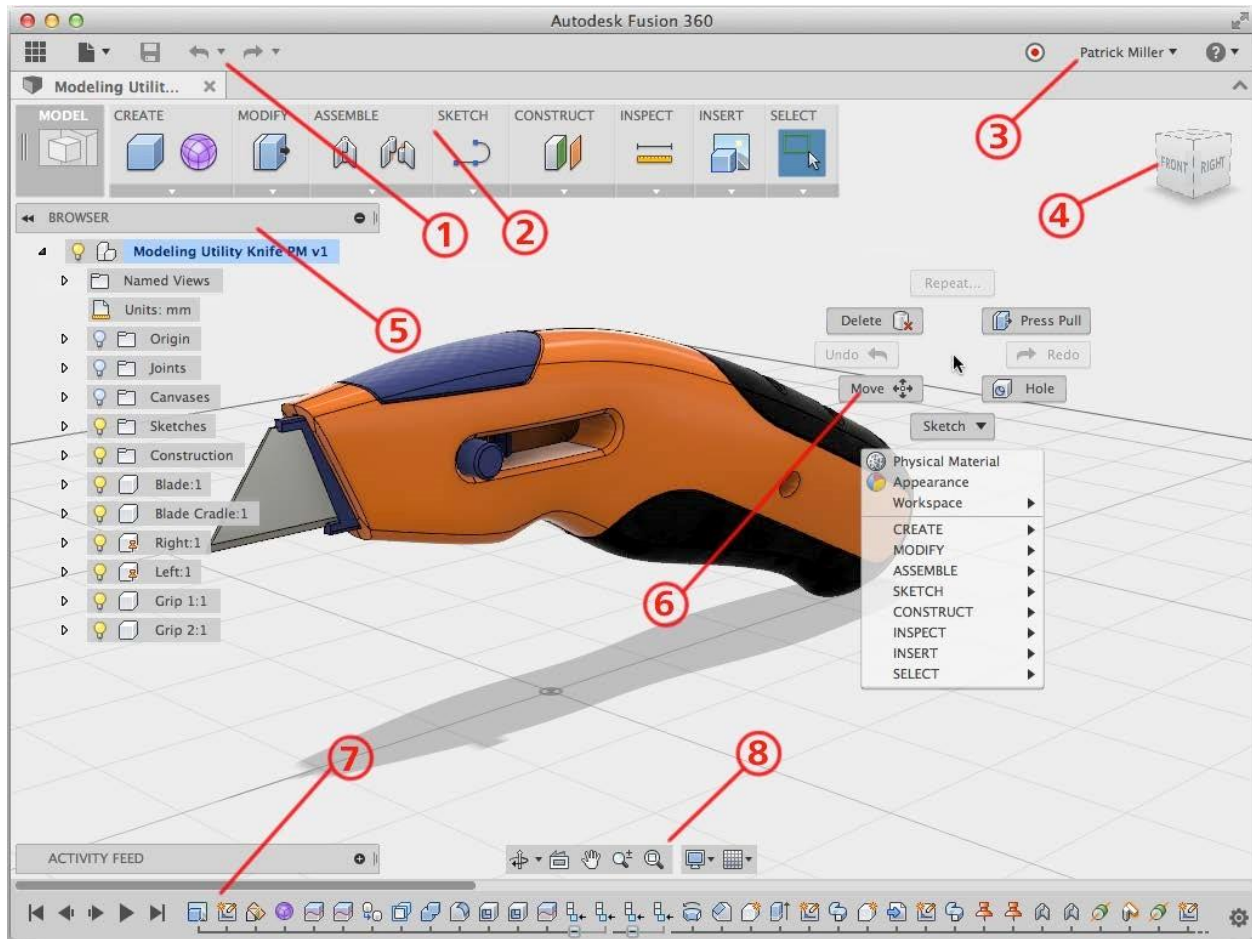 Autodesk Fusion 360
Patrick Miller
?
Modeling Utilit...
MODEL
CREATE
MODIFY
ASSEMBLE
SKETCH
CONSTRUCT
INSPECT
INSERT
SELECT
1
2
3
4
FRONT
RIGHT
BROWSER
5
Modeling Utility Knife PM v1
Named Views
Units: mm
Origin
Joints
Canvases
Sketches
Construction
Blade:1
Blade Cradle:1
Right:1
Left:1
Grip 1:1
Grip 2:1
Repeat...
Delete
Press Pull
Undo
Redo
Move
Hole
Sketch
6
Physical Material
Appearance
Workspace
CREATE
MODIFY
ASSEMBLE
SKETCH
CONSTRUCT
INSPECT
INSERT
SELECT
7
8
ACTIVITY FEED